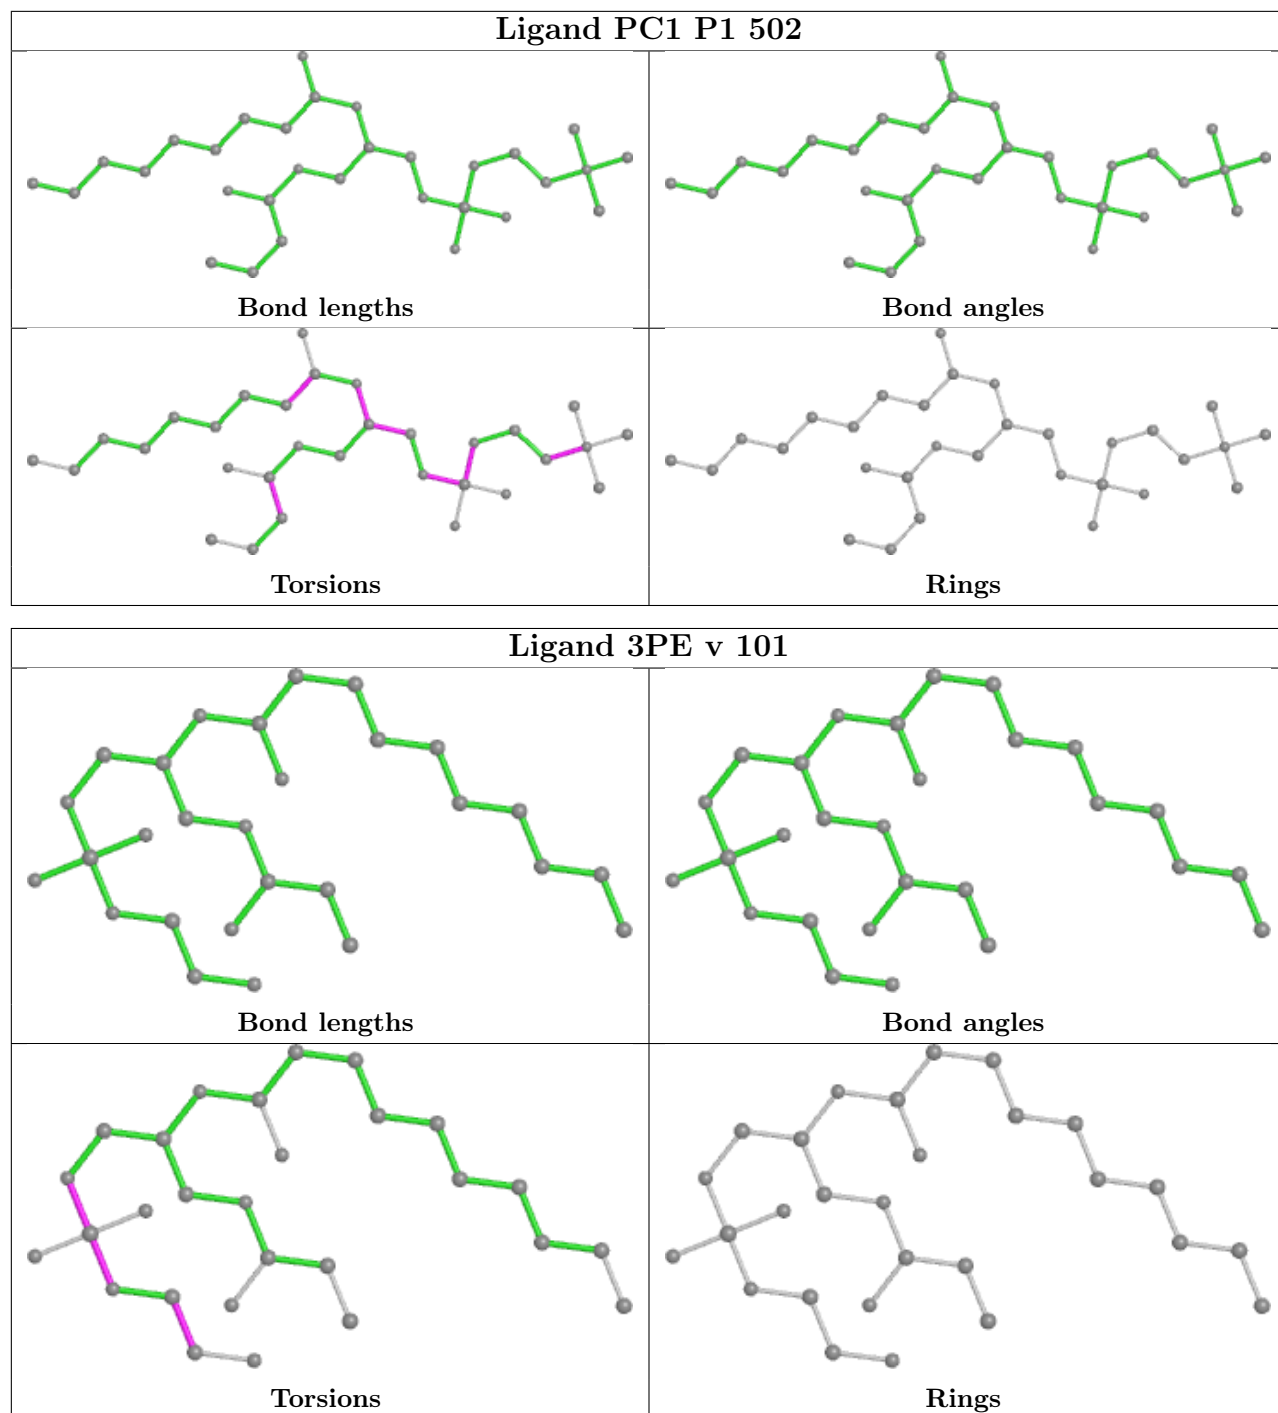 Ligand PC1 P1 502
Bond lengths
Bond angles
Torsions
Rings
Ligand 3PE v 101
Bond lengths
Bond angles
Torsions
Rings